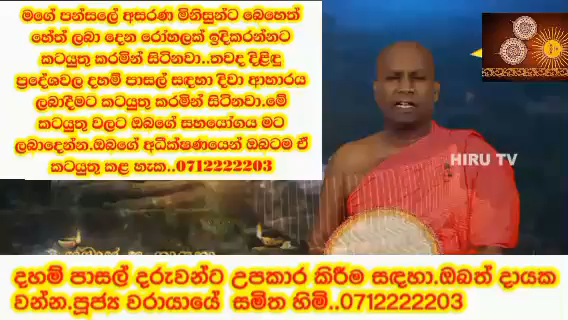 මගේ පන්සලේ අසරණ මිනිසුන්ට බෙහෙත්
හේත් ලබා දෙන රෝහලක් ඉදිකරන්නට
කටයුතු කරමින් සිටිනවා..තවද දිළිඳු
ප්‍රදේශවල දහම් පාසල් සඳහා දිවා ආහාරය
ලබාදීමට කටයුතු කරමින් සිටිනවා.මේ
කටයුතු වලට ඔබගේ සහයෝගය මට
ලබාදෙන්න.ඔබගේ අධීක්ෂණයෙන් ඔබටම ඒ
කටයුතු කළ හැක..0712222203
HIRU TV
දහම් පාසල් දරුවන්ට උපකාර කිරීම සඳහා.ඔබත් දායක
වන්න.පූජ්‍ය වරායායේ සමිත හිමි..0712222203